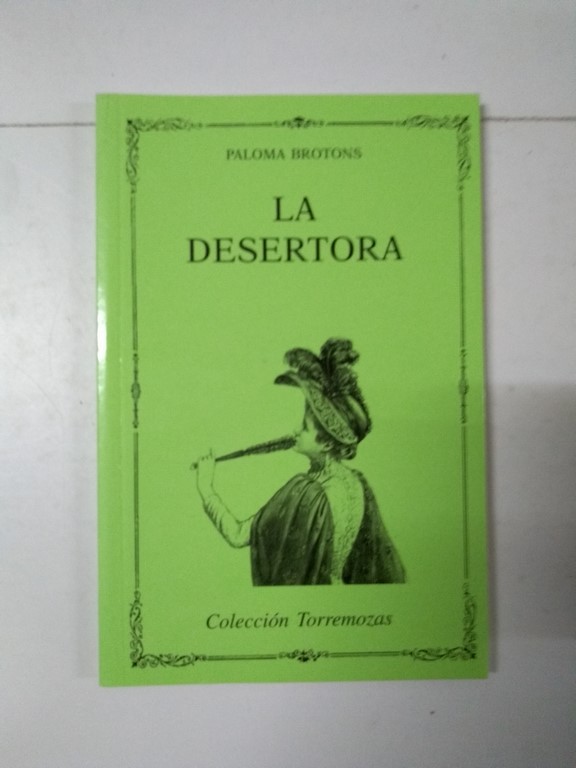 PALOMA BROTONS
LA
DESERTORA
Colección Torremozas